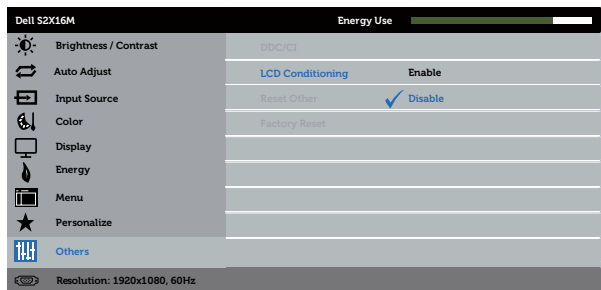 Dell S2X16M Energy Use
Brightness / Contrast DDC/CI
Auto Adjust LCD Conditioning Enable
Input Source Reset Other Disable
Color Factory Reset
Display
Energy
Menu
Personalize
Others
Resolution: 1920x1080, 60Hz